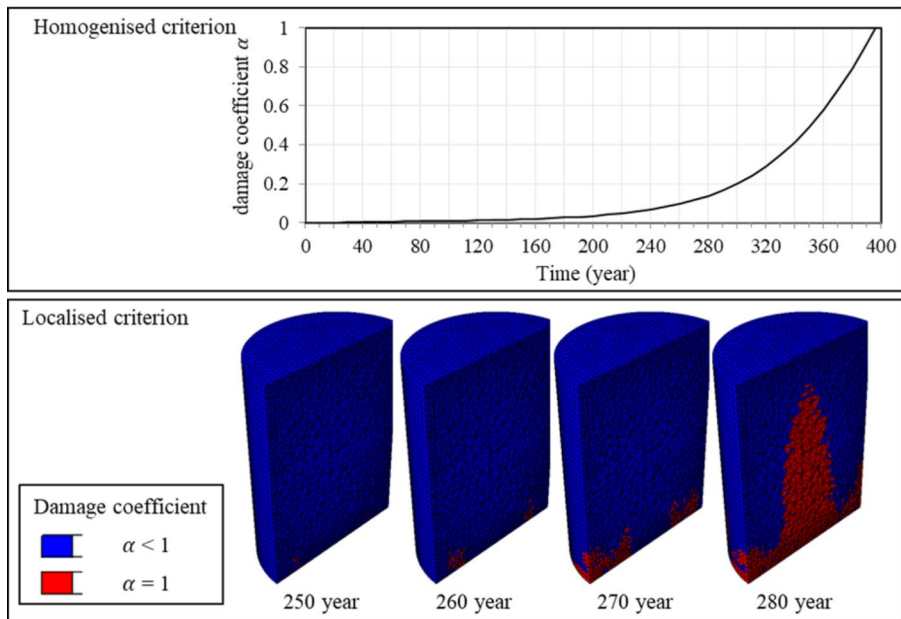 Homogenised criterion
damage coefficient α
1
0.8
0.6
0.4
0.2
0
0 40 80 120 160 200 240 280 320 360 400
Time (year)
Localised criterion
Damage coefficient
α < 1
α = 1
250 year 260 year 270 year 280 year